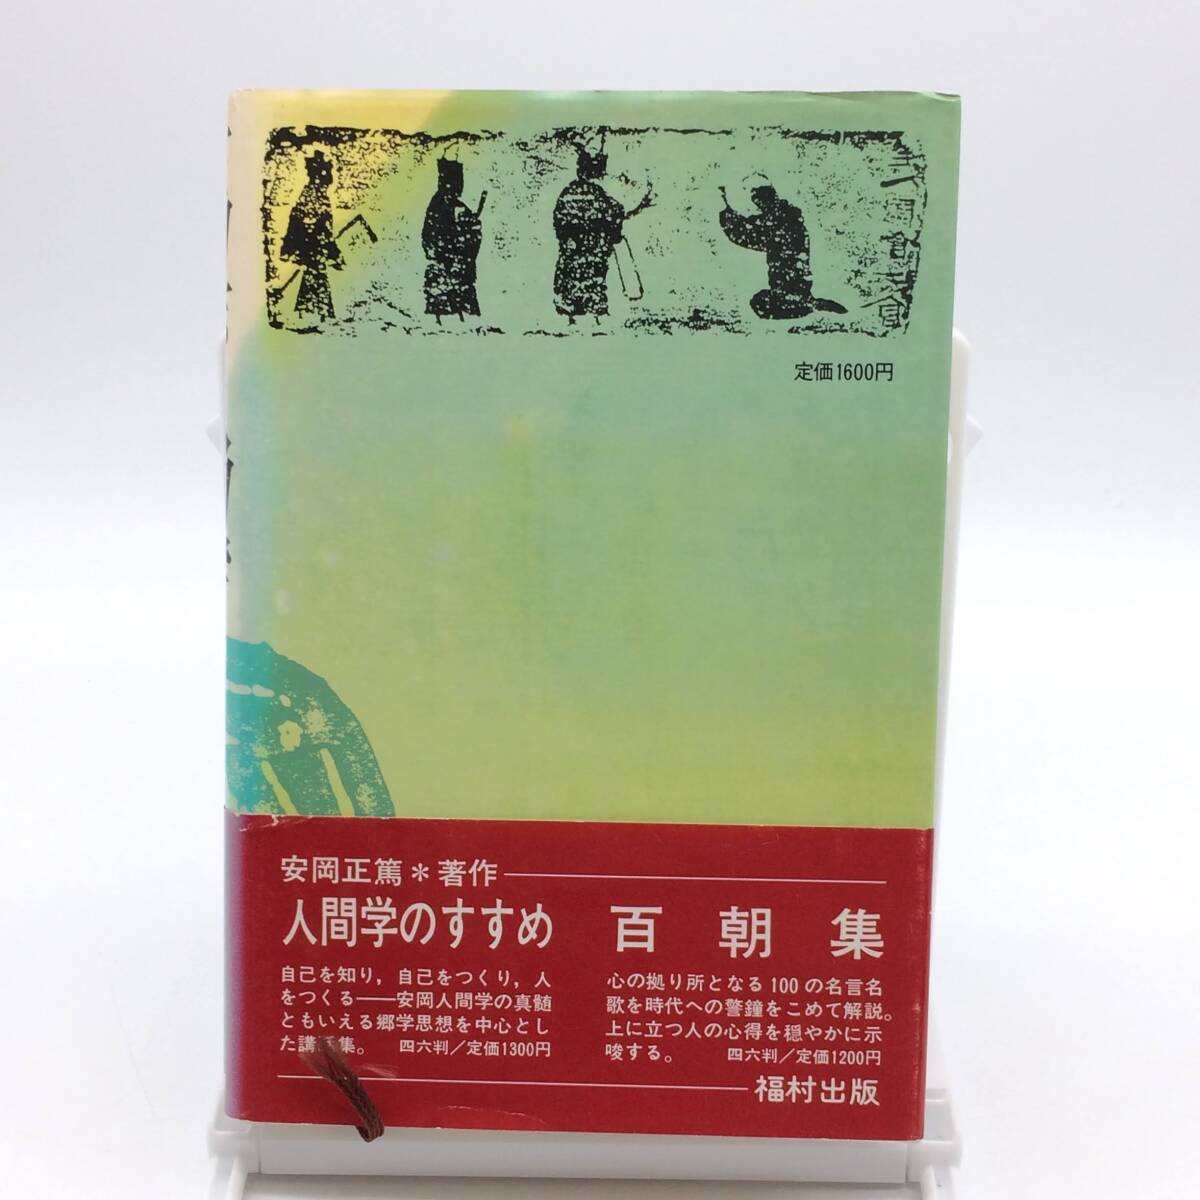 定価1600円
安岡正篤＊著作
人間学のすすめ
自己を知り，自己をつくり，人
をつくる――安岡人間学の真髄
ともいえる郷学思想を中心とし
た講話集。 四六判／定価1300円
百朝集
心の拠り所となる100の名言名
歌を時代への警鐘をこめて解説。
上に立つ人の心得を穏やかに示
唆する。 四六判／定価1200円
福村出版